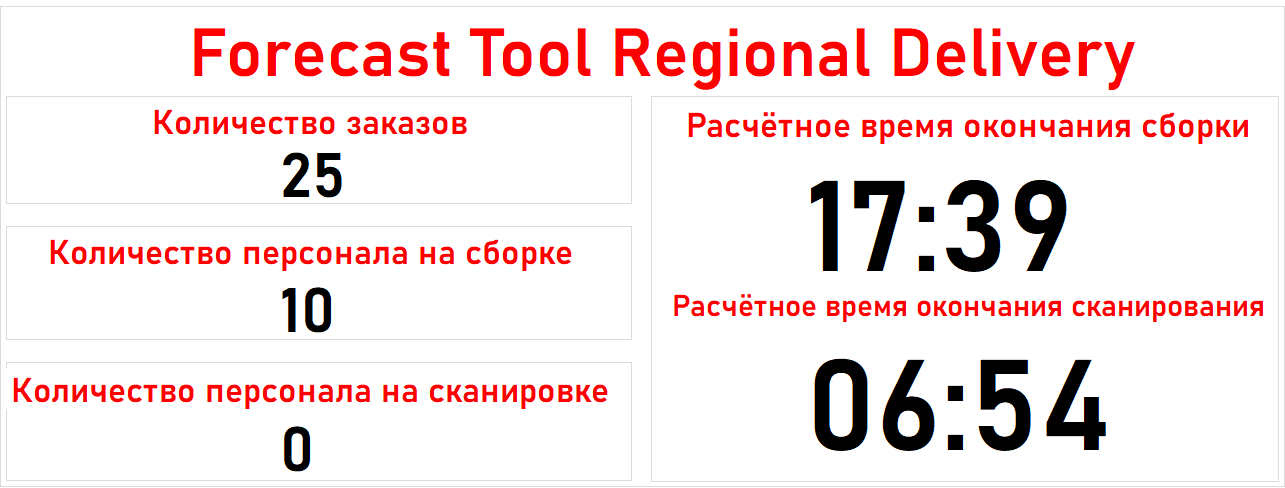 Forecast Tool Regional Delivery
Количество заказов
25
Количество персонала на сборке
10
Количество персонала на сканировке
0
Расчётное время окончания сборки
17:39
Расчётное время окончания сканирования
06:54